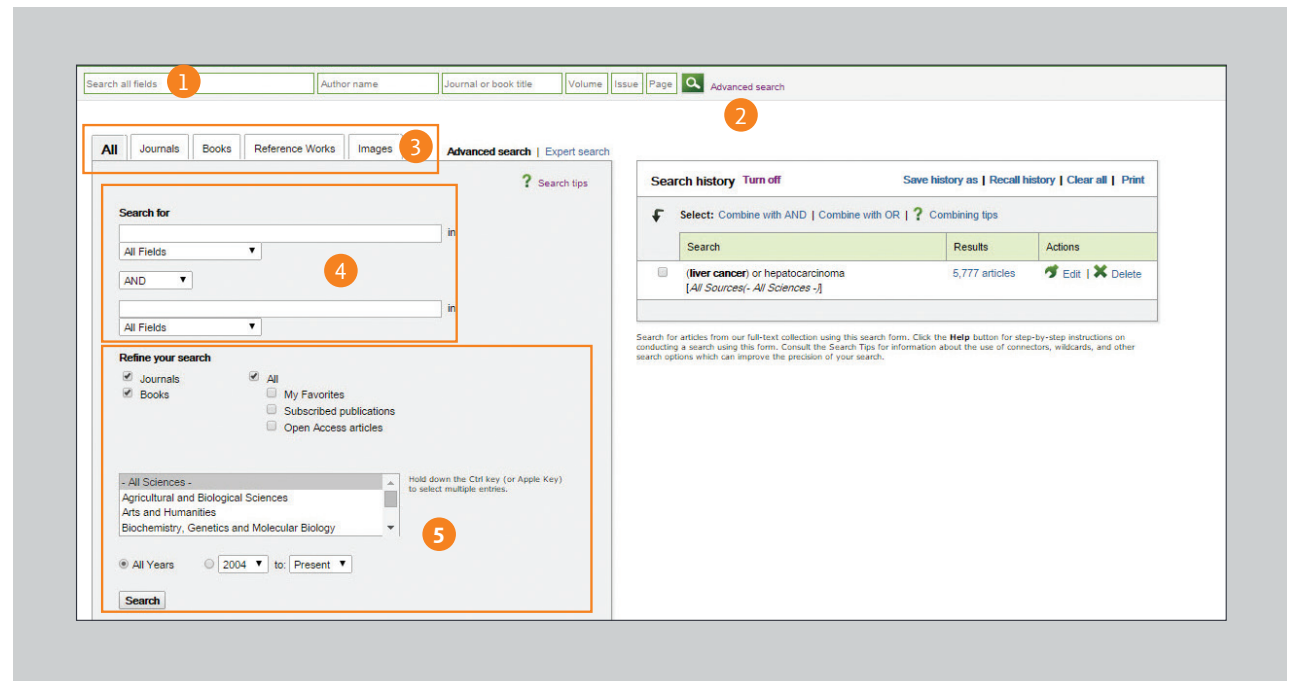 Search all fields 1 Author name Journal or book title Volume Issue Page Advanced search
2
All Journals Books Reference Works Images 3 Advanced search | Expert search
? Search tips
Search for
in
All Fields
4
AND
in
All Fields
Refine your search
Journals All
Books My Favorites
Subscribed publications
Open Access articles
- All Sciences -
Agricultural and Biological Sciences
Arts and Humanities
Biochemistry, Genetics and Molecular Biology
Hold down the Ctrl key (or Apple Key)
to select multiple entries.
5
All Years 2004 to: Present
Search
Search history Turn off Save history as | Recall history | Clear all | Print
Select: Combine with AND | Combine with OR | ? Combining tips
Search Results Actions
(liver cancer) or hepatocarcinoma 5,777 articles Edit | Delete
[All Sources(- All Sciences -)]
Search for articles from our full-text collection using this search form. Click the Help button for step-by-step instructions on
conducting a search using this form. Consult the Search Tips for information about the use of connectors, wildcards, and other
search options which can improve the precision of your search.